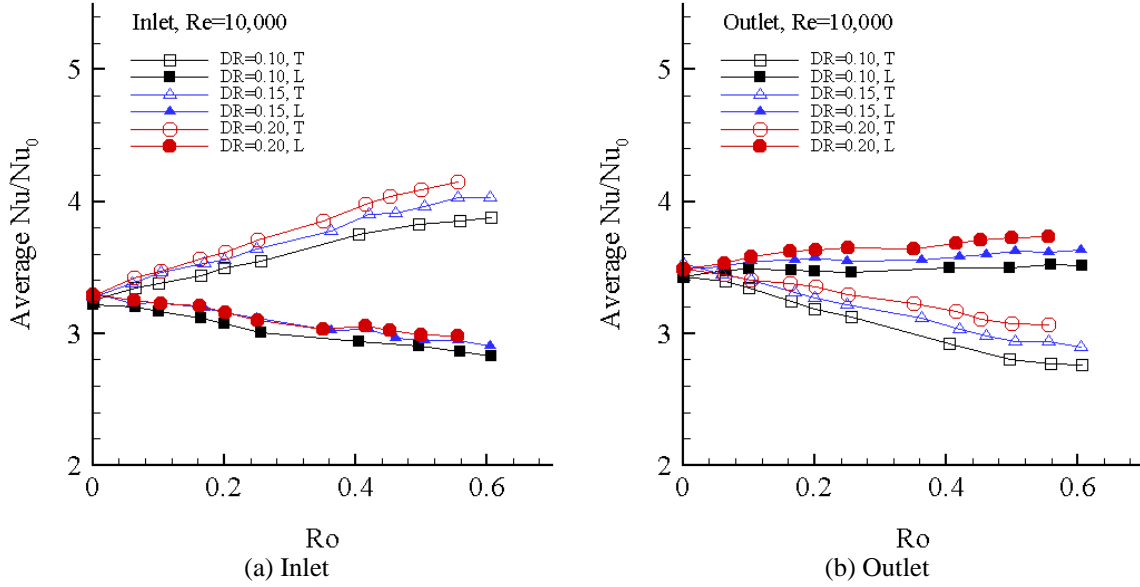 Inlet, Re=10,000
DR=0.10, T
DR=0.10, L
DR=0.15, T
DR=0.15, L
DR=0.20, T
DR=0.20, L
Average Nu/Nu0
5
4
3
2
0
0.2
0.4
0.6
Ro
(a) Inlet
Outlet, Re=10,000
DR=0.10, T
DR=0.10, L
DR=0.15, T
DR=0.15, L
DR=0.20, T
DR=0.20, L
Average Nu/Nu0
5
4
3
2
0
0.2
0.4
0.6
Ro
(b) Outlet